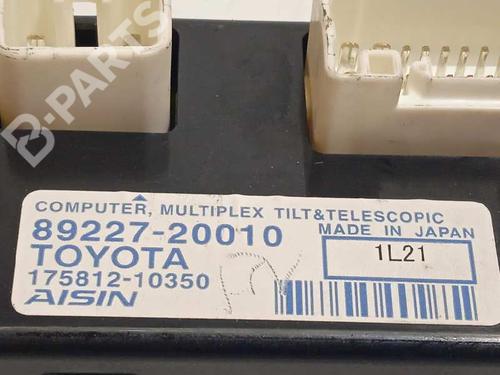 B-PARTS
COMPUTER, MULTIPLEX TILT&TELESCOPIC
89227-20010
MADE IN JAPAN
TOYOTA
1L21
175812-10350
AISIN